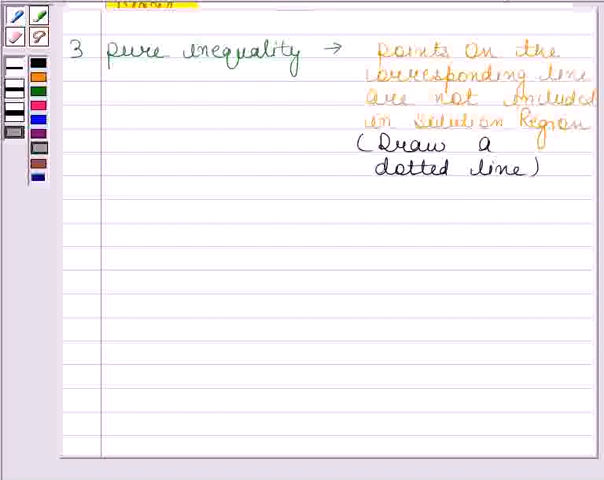 3 pure inequality → points on the
corresponding line
are not included
in Solution Region
(Draw a
dotted line)